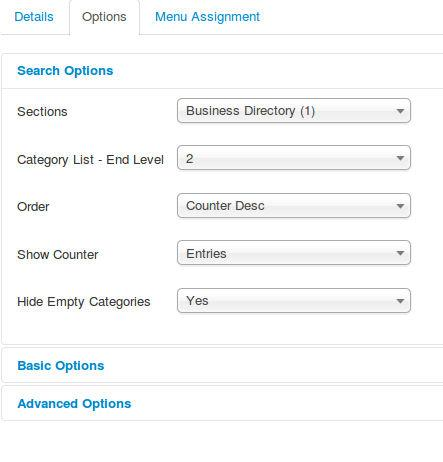 Details Options Menu Assignment
Search Options
Sections Business Directory (1)
Category List - End Level 2
Order Counter Desc
Show Counter Entries
Hide Empty Categories Yes
Basic Options
Advanced Options